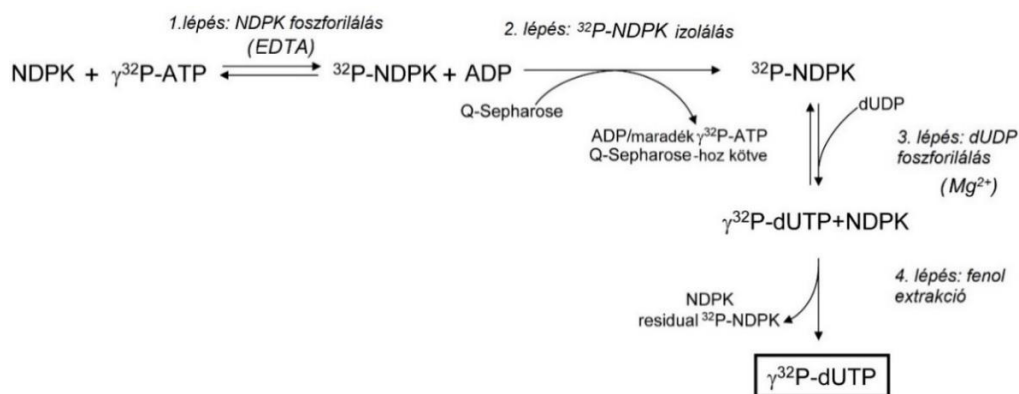 1.lépés: NDPK foszforilálás
(EDTA)
2. lépés: ³²P-NDPK izolálás
NDPK + γ³²P-ATP
³²P-NDPK + ADP
³²P-NDPK
Q-Sepharose
dUDP
ADP/maradék γ³²P-ATP
Q-Sepharose-hoz kötve
3. lépés: dUDP
foszforilálás
(Mg²⁺)
γ³²P-dUTP+NDPK
4. lépés: fenol
extrakció
NDPK
residual ³²P-NDPK
γ³²P-dUTP